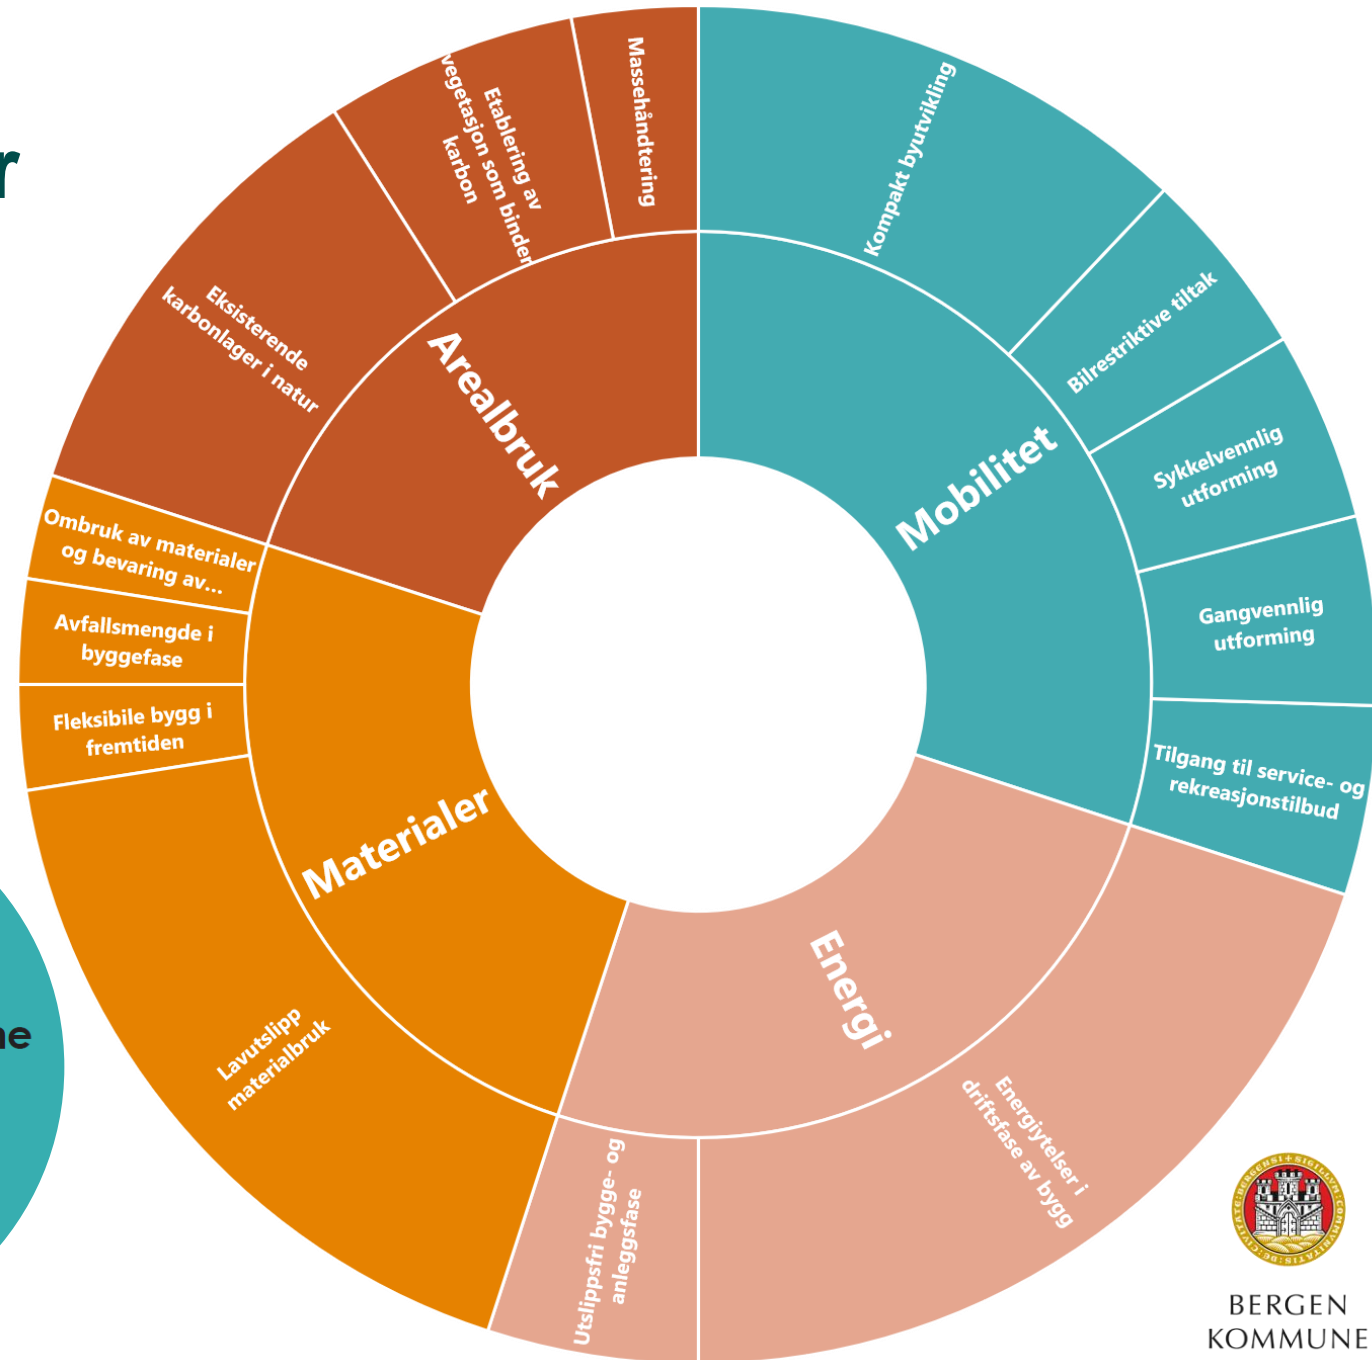 Mobilitet
Kompakt byutvikling
Bilrestriktive tiltak
Sykkelvennlig
utforming
Gangvennlig
utforming
Tilgang til service- og
rekreasjonstilbud
Energi
Energiytelser i
driftsfase av bygg
Utslippsfri bygge- og
anleggsfase
Materialer
Lavutslipp
materialbruk
Fleksibile bygg i
fremtiden
Avfallsmengde i
byggefase
Ombruk av materialer
og bevaring av...
Arealbruk
Eksisterende
karbonlager i natur
Etablering av
vegetasjon som binder
karbon
Massehåndtering
BERGEN
KOMMUNE